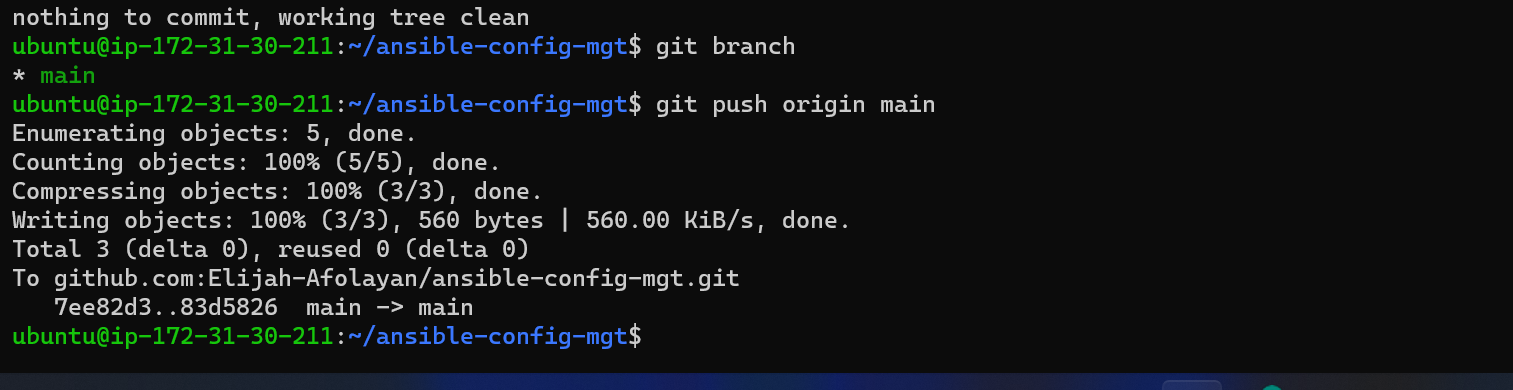 nothing to commit, working tree clean
ubuntu@ip-172-31-30-211:~/ansible-config-mgt$ git branch
* main
ubuntu@ip-172-31-30-211:~/ansible-config-mgt$ git push origin main
Enumerating objects: 5, done.
Counting objects: 100% (5/5), done.
Compressing objects: 100% (3/3), done.
Writing objects: 100% (3/3), 560 bytes | 560.00 KiB/s, done.
Total 3 (delta 0), reused 0 (delta 0)
To github.com:Elijah-Afolayan/ansible-config-mgt.git
   7ee82d3..83d5826  main -> main
ubuntu@ip-172-31-30-211:~/ansible-config-mgt$